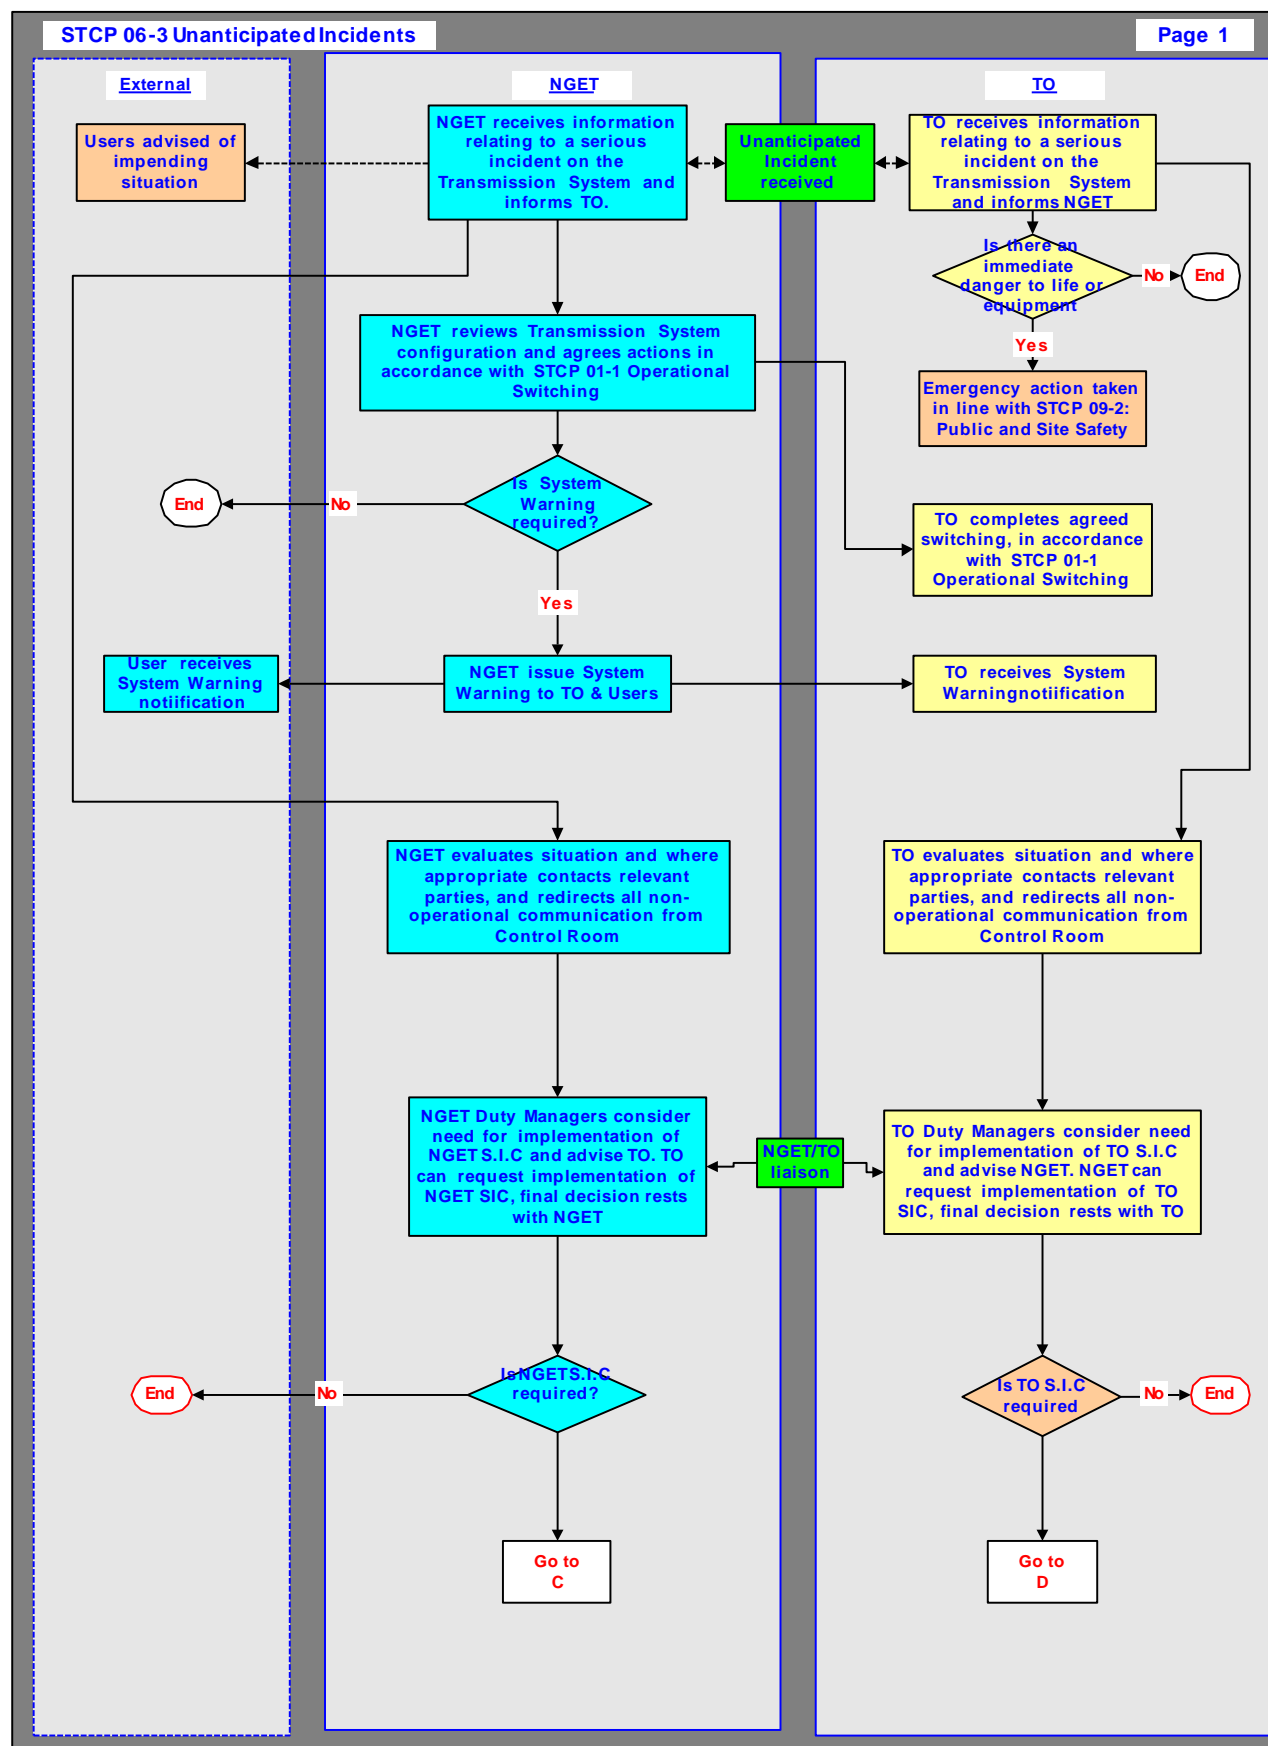 STCP 06-3 Unanticipated Incidents
Page 1
External
NGET
TO
Users advised of
impending
situation
NGET receives information
relating to a serious
incident on the
Transmission System and
informs TO.
Unanticipated
Incident
received
TO receives information
relating to a serious
incident on the
Transmission System
and informs NGET
Is there an
immediate
danger to life or
equipment
No
End
Yes
NGET reviews Transmission System
configuration and agrees actions in
accordance with STCP 01-1 Operational
Switching
Emergency action taken
in line with STCP 09-2:
Public and Site Safety
Is System
Warning
required?
No
End
TO completes agreed
switching, in accordance
with STCP 01-1
Operational Switching
Yes
User receives
System Warning
notiification
NGET issue System
Warning to TO & Users
TO receives System
Warningnotiification
NGET evaluates situation and where
appropriate contacts relevant
parties, and redirects all non-
operational communication from
Control Room
TO evaluates situation and where
appropriate contacts relevant
parties, and redirects all non-
operational communication from
Control Room
NGET Duty Managers consider
need for implementation of
NGET S.I.C and advise TO. TO
can request implementation of
NGET SIC, final decision rests
with NGET
NGET/TO
liaison
TO Duty Managers consider need
for implementation of TO S.I.C
and advise NGET. NGET can
request implementation of TO
SIC, final decision rests with TO
IsNGETS.I.C
required?
No
End
Is TO S.I.C
required
No
End
Go to
C
Go to
D